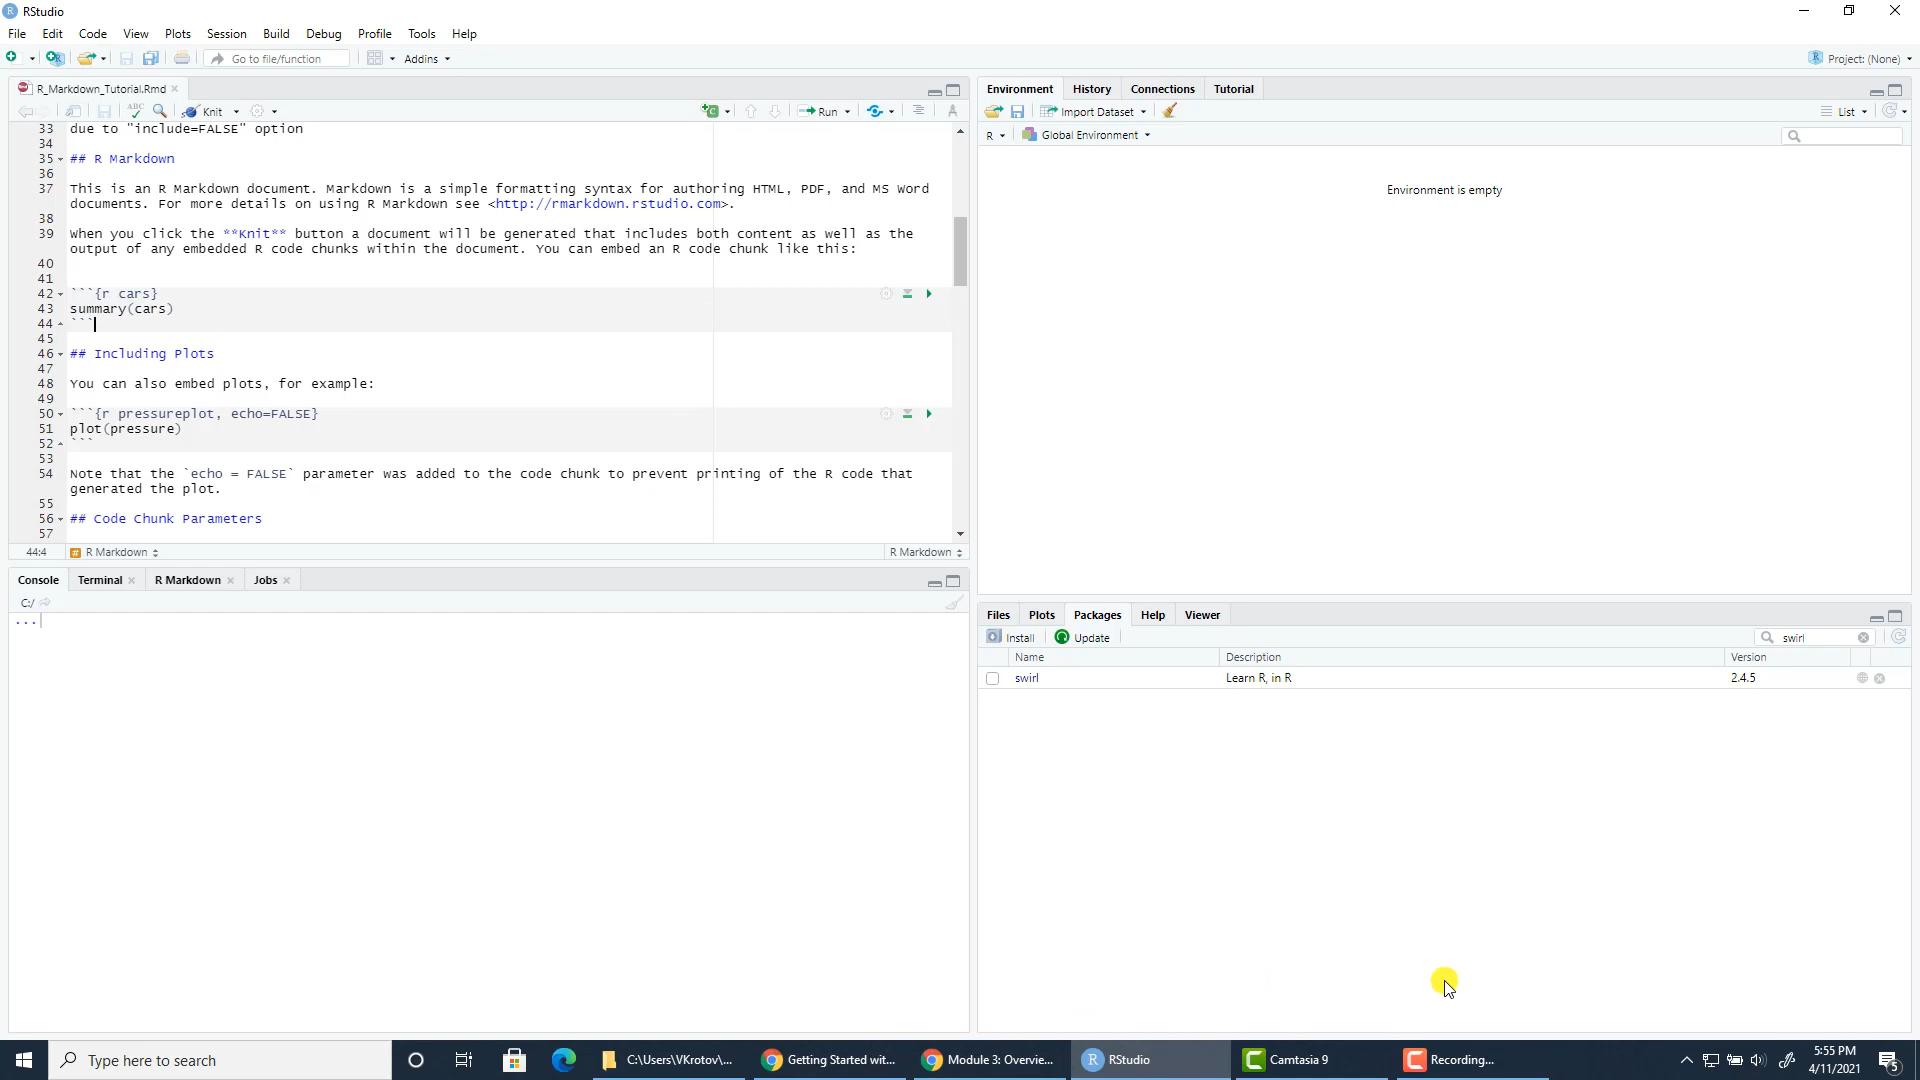 RStudio
File Edit Code View Plots Session Build Debug Profile Tools Help
Go to file/function Addins Project: (None)
R_Markdown_Tutorial.Rmd
ABC Knit Run
33 due to "include=FALSE" option
34
35 ## R Markdown
36
37 This is an R Markdown document. Markdown is a simple formatting syntax for authoring HTML, PDF, and MS Word
documents. For more details on using R Markdown see <http://rmarkdown.rstudio.com>.
38
39 When you click the **Knit** button a document will be generated that includes both content as well as the
output of any embedded R code chunks within the document. You can embed an R code chunk like this:
40
41
42 ```{r cars}
43 summary(cars)
44 ```
45
46 ## Including Plots
47
48 You can also embed plots, for example:
49
50 ```{r pressureplot, echo=FALSE}
51 plot(pressure)
52 ```
53
54 Note that the `echo = FALSE` parameter was added to the code chunk to prevent printing of the R code that
generated the plot.
55
56 ## Code Chunk Parameters
57
44:4 R Markdown R Markdown
Console Terminal R Markdown Jobs
C:/
...
Environment History Connections Tutorial
Import Dataset List
R Global Environment
Environment is empty
Files Plots Packages Help Viewer
Install Update swirl
Name Description Version
swirl Learn R, in R 2.4.5
Type here to search
C:\Users\VKrotov\...
Getting Started wit...
Module 3: Overvie...
RStudio
Camtasia 9
Recording...
5:55 PM
4/11/2021
5